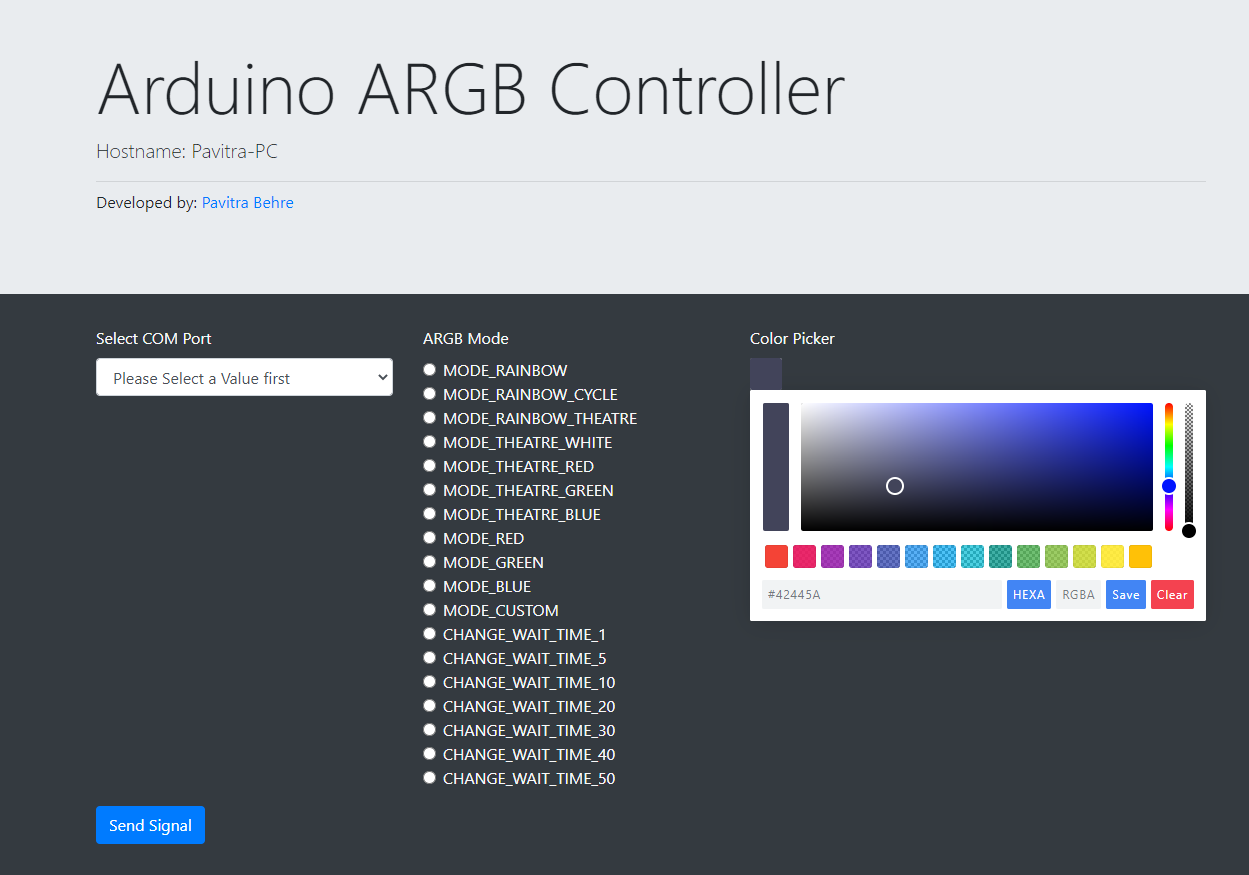 Arduino ARGB Controller
Hostname: Pavitra-PC
Developed by: Pavitra Behre
Select COM Port
Please Select a Value first
ARGB Mode
MODE_RAINBOW
MODE_RAINBOW_CYCLE
MODE_RAINBOW_THEATRE
MODE_THEATRE_WHITE
MODE_THEATRE_RED
MODE_THEATRE_GREEN
MODE_THEATRE_BLUE
MODE_RED
MODE_GREEN
MODE_BLUE
MODE_CUSTOM
CHANGE_WAIT_TIME_1
CHANGE_WAIT_TIME_5
CHANGE_WAIT_TIME_10
CHANGE_WAIT_TIME_20
CHANGE_WAIT_TIME_30
CHANGE_WAIT_TIME_40
CHANGE_WAIT_TIME_50
Color Picker
#42445A HEXA RGBA Save Clear
Send Signal